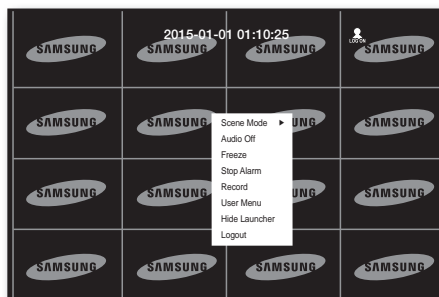 2015-01-01 01:10:25
LOG ON
SAMSUNG SAMSUNG SAMSUNG SAMSUNG
SAMSUNG SAMSUNG SAMSUNG SAMSUNG
SAMSUNG SAMSUNG SAMSUNG SAMSUNG
SAMSUNG SAMSUNG SAMSUNG SAMSUNG
Scene Mode
Audio Off
Freeze
Stop Alarm
Record
User Menu
Hide Launcher
Logout